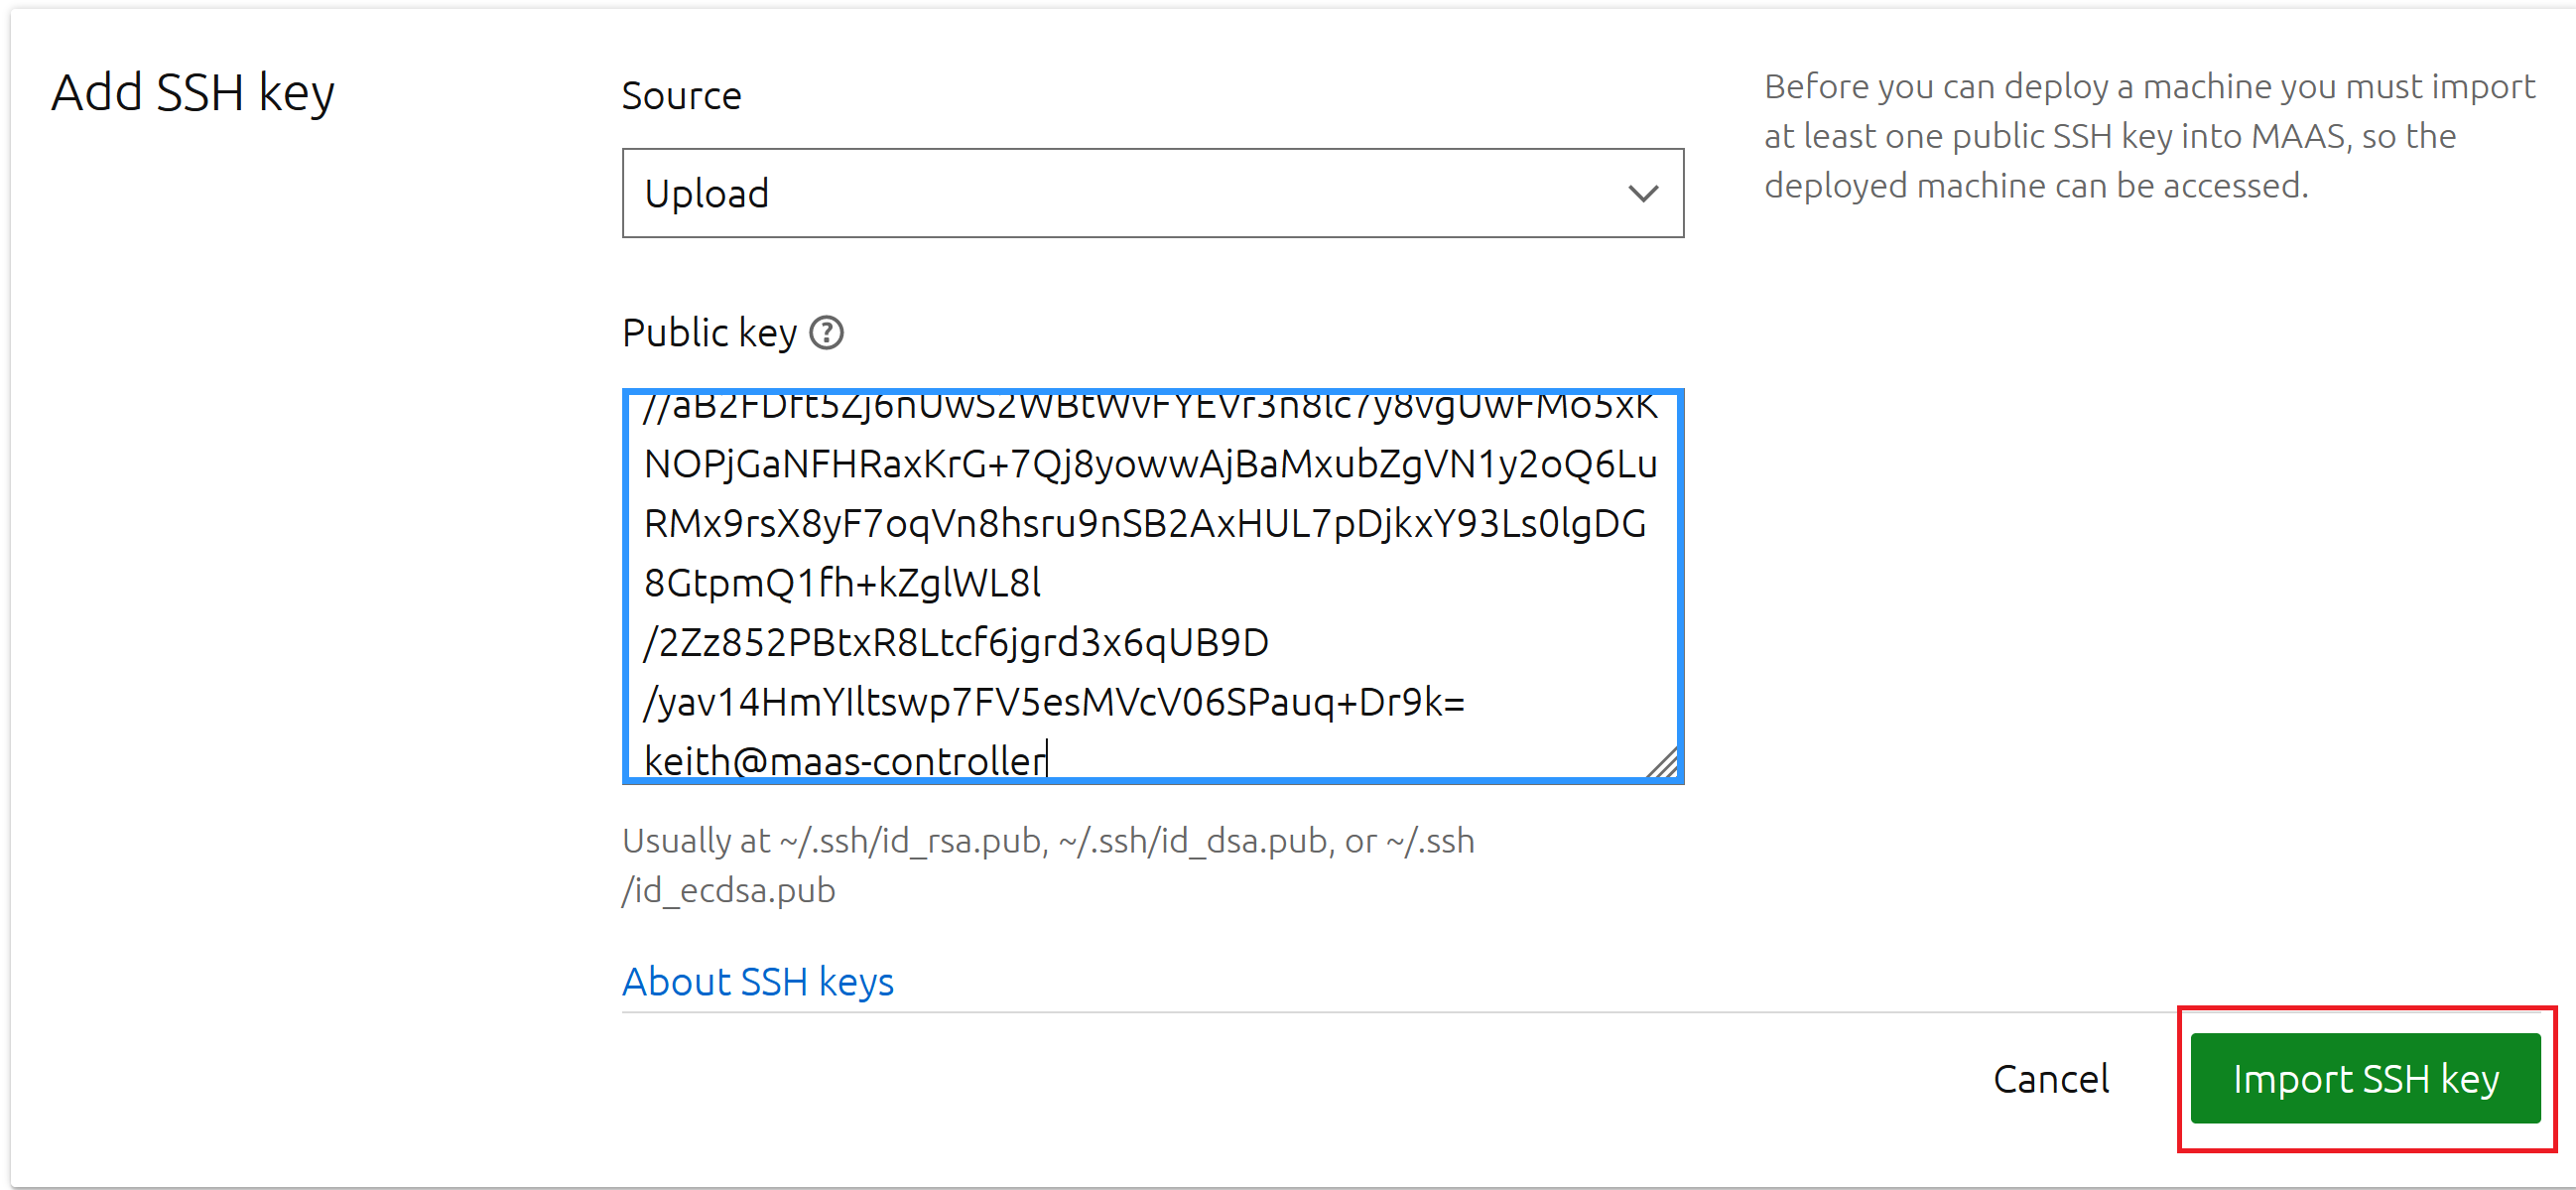 Add SSH key
Source
Upload
Before you can deploy a machine you must import
at least one public SSH key into MAAS, so the
deployed machine can be accessed.
Public key
//aB2FDft5Zj6nUwS2WBtWvFYEVr3n8lc7y8vgUwFMo5xK
NOPjGaNFHRaxKrG+7Qj8yowwAjBaMxubZgVN1y2oQ6Lu
RMx9rsX8yF7oqVn8hsru9nSB2AxHUL7pDjkxY93Ls0lgDG
8GtpmQ1fh+kZglWL8l
/2Zz852PBtxR8Ltcf6jgrd3x6qUB9D
/yav14HmYIltswp7FV5esMVcV06SPauq+Dr9k=
keith@maas-controller
Usually at ~/.ssh/id_rsa.pub, ~/.ssh/id_dsa.pub, or ~/.ssh
/id_ecdsa.pub
About SSH keys
Cancel
Import SSH key